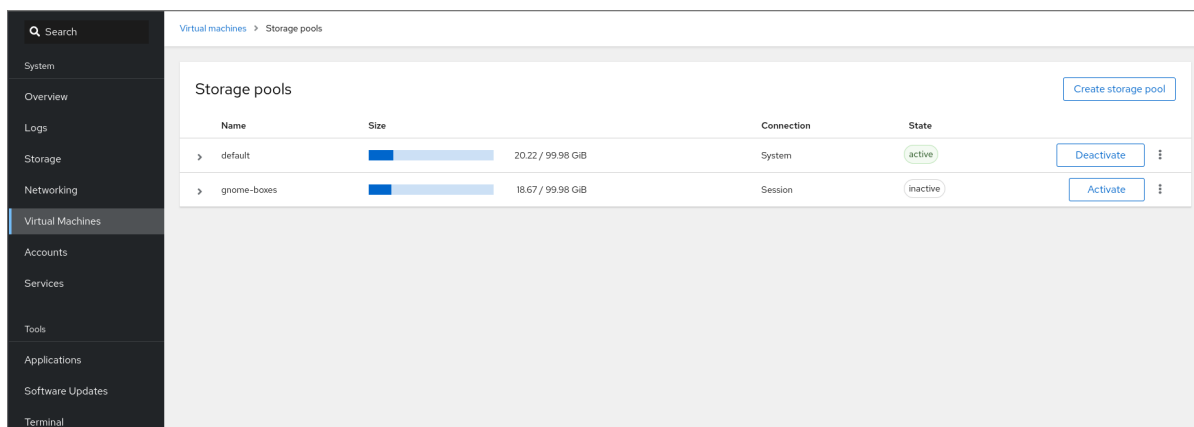 Search
Virtual machines > Storage pools
System
Overview
Logs
Storage
Networking
Virtual Machines
Accounts
Services
Tools
Applications
Software Updates
Terminal
Storage pools
Create storage pool
Name Size Connection State
default 20.22 / 99.98 GiB System active Deactivate
gnome-boxes 18.67 / 99.98 GiB Session inactive Activate